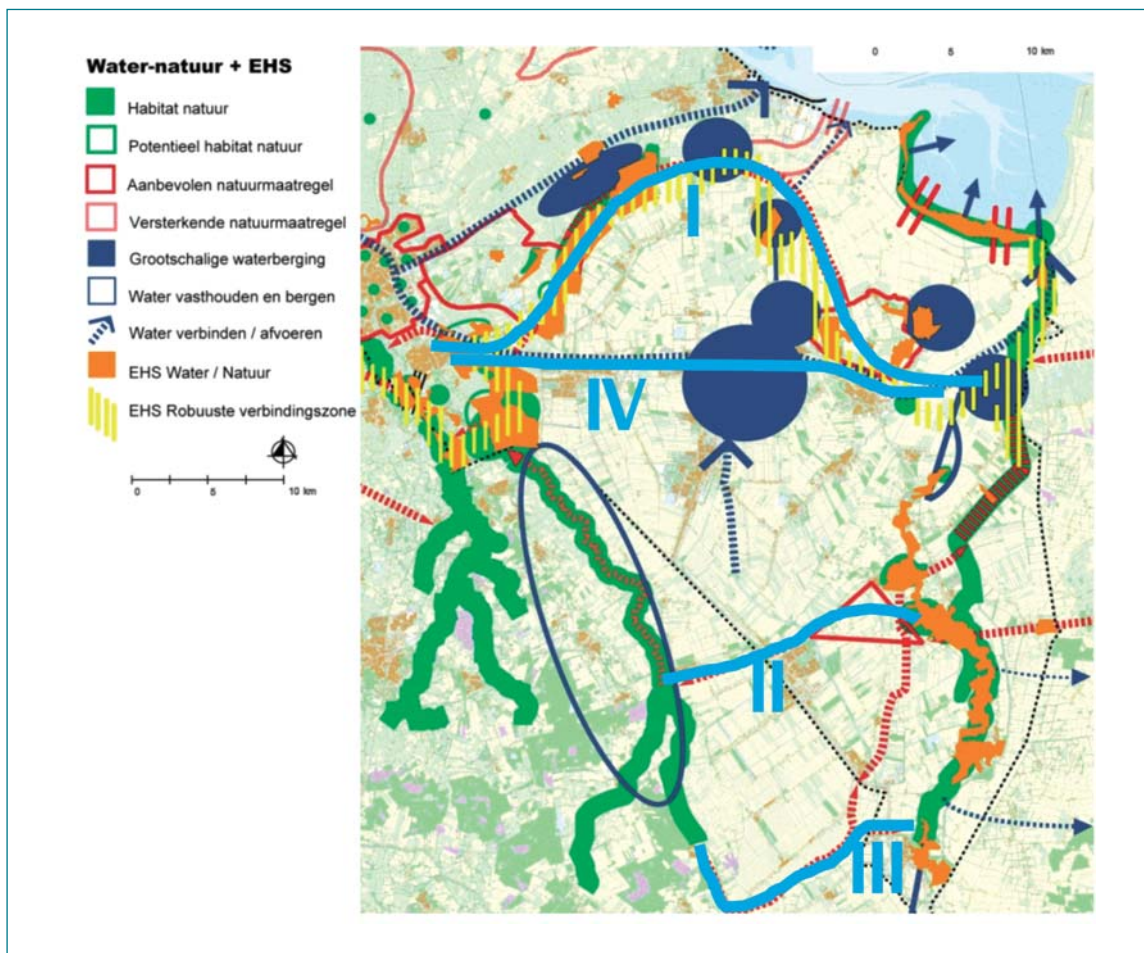 Water-natuur + EHS
Habitat natuur
Potentieel habitat natuur
Aanbevolen natuurmaatregel
Versterkende natuurmaatregel
Grootschalige waterberging
Water vasthouden en bergen
Water verbinden / afvoeren
EHS Water / Natuur
EHS Robuuste verbindingszone
0 5 10 km
0 5 10 km
I
IV
II
III